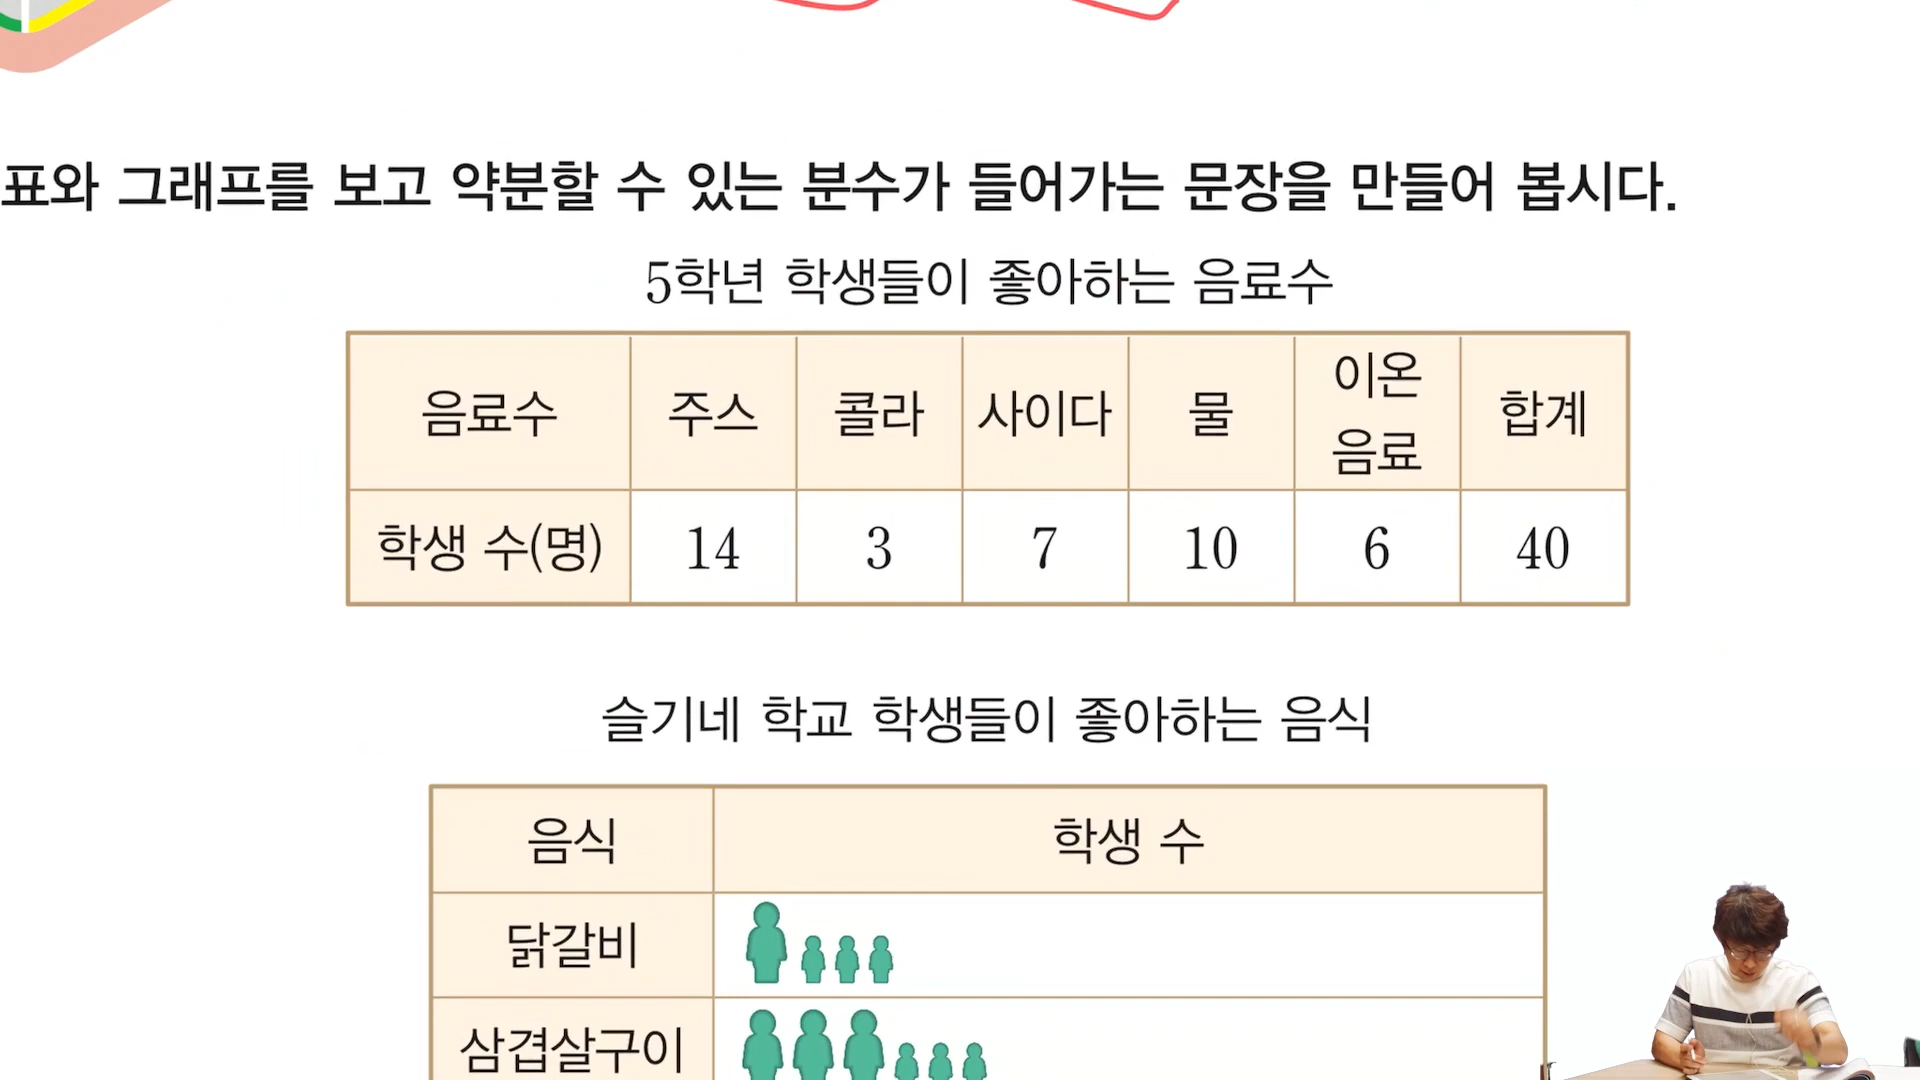 표와 그래프를 보고 약분할 수 있는 분수가 들어가는 문장을 만들어 봅시다.
5학년 학생들이 좋아하는 음료수
음료수 주스 콜라 사이다 물 이온 음료 합계
학생 수(명) 14 3 7 10 6 40
슬기네 학교 학생들이 좋아하는 음식
음식 학생 수
닭갈비
삼겹살구이